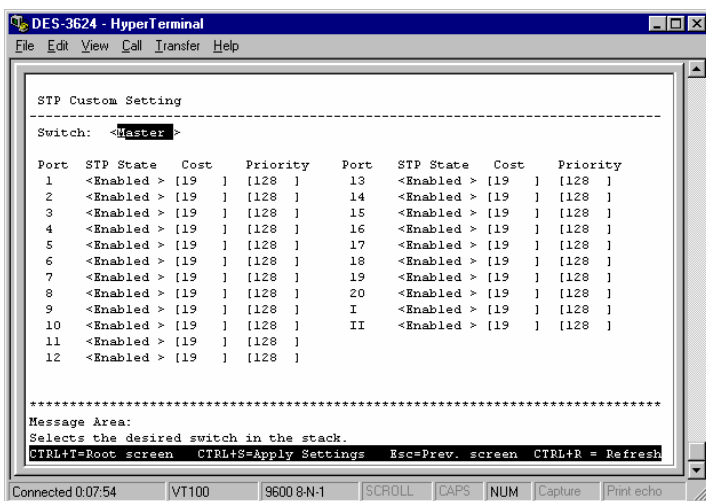 DES-3624 - HyperTerminal
File Edit View Call Transfer Help
STP Custom Setting
--------------------------------------------------------------------------------
Switch: <Master >
Port STP State Cost Priority Port STP State Cost Priority
1 <Enabled > [19 ] [128 ] 13 <Enabled > [19 ] [128 ]
2 <Enabled > [19 ] [128 ] 14 <Enabled > [19 ] [128 ]
3 <Enabled > [19 ] [128 ] 15 <Enabled > [19 ] [128 ]
4 <Enabled > [19 ] [128 ] 16 <Enabled > [19 ] [128 ]
5 <Enabled > [19 ] [128 ] 17 <Enabled > [19 ] [128 ]
6 <Enabled > [19 ] [128 ] 18 <Enabled > [19 ] [128 ]
7 <Enabled > [19 ] [128 ] 19 <Enabled > [19 ] [128 ]
8 <Enabled > [19 ] [128 ] 20 <Enabled > [19 ] [128 ]
9 <Enabled > [19 ] [128 ] I <Enabled > [19 ] [128 ]
10 <Enabled > [19 ] [128 ] II <Enabled > [19 ] [128 ]
11 <Enabled > [19 ] [128 ]
12 <Enabled > [19 ] [128 ]
********************************************************************************
Message Area:
Selects the desired switch in the stack.
CTRL+T=Root screen CTRL+S=Apply Settings Esc=Prev. screen CTRL+R = Refresh
Connected 0:07:54 VT100 9600 8-N-1 SCROLL CAPS NUM Capture Print echo